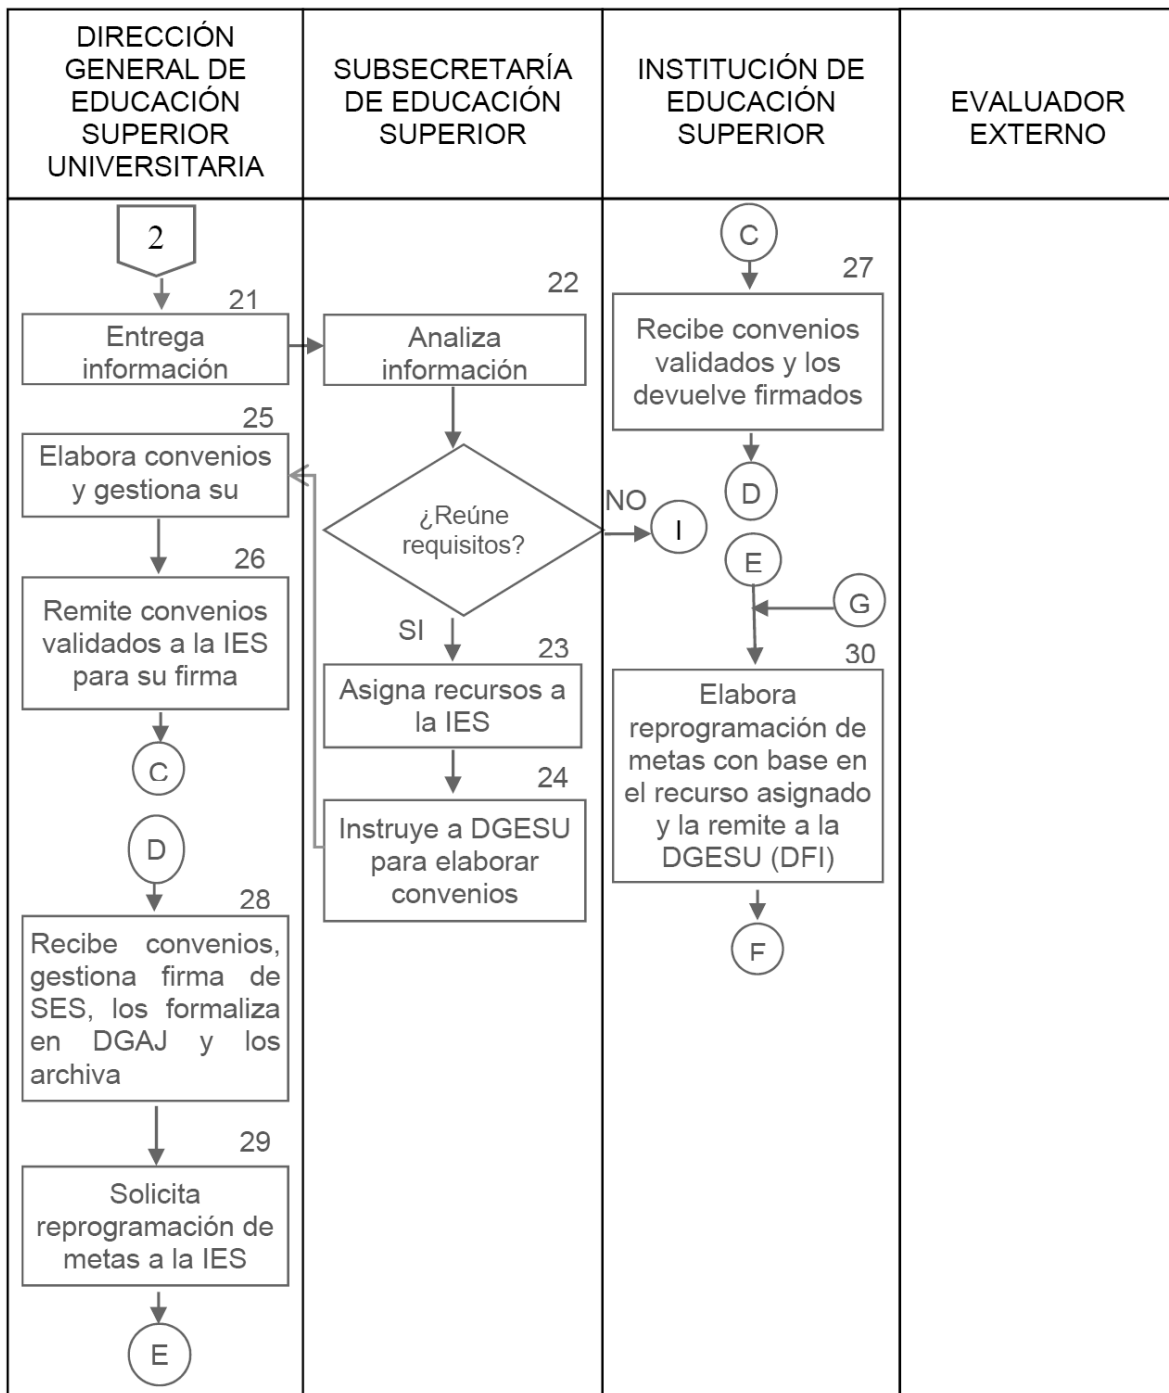 DIRECCIÓN
GENERAL DE
EDUCACIÓN
SUPERIOR
UNIVERSITARIA
SUBSECRETARÍA
DE EDUCACIÓN
SUPERIOR
INSTITUCIÓN DE
EDUCACIÓN
SUPERIOR
EVALUADOR
EXTERNO
2
21
Entrega
información
25
Elabora convenios
y gestiona su
26
Remite convenios
validados a la IES
para su firma
C
D
28
Recibe convenios,
gestiona firma de
SES, los formaliza
en DGAJ y los
archiva
29
Solicita
reprogramación de
metas a la IES
E
22
Analiza
información
¿Reúne
requisitos?
NO
I
SI
23
Asigna recursos a
la IES
24
Instruye a DGESU
para elaborar
convenios
C
27
Recibe convenios
validados y los
devuelve firmados
D
E
G
30
Elabora
reprogramación de
metas con base en
el recurso asignado
y la remite a la
DGESU (DFI)
F